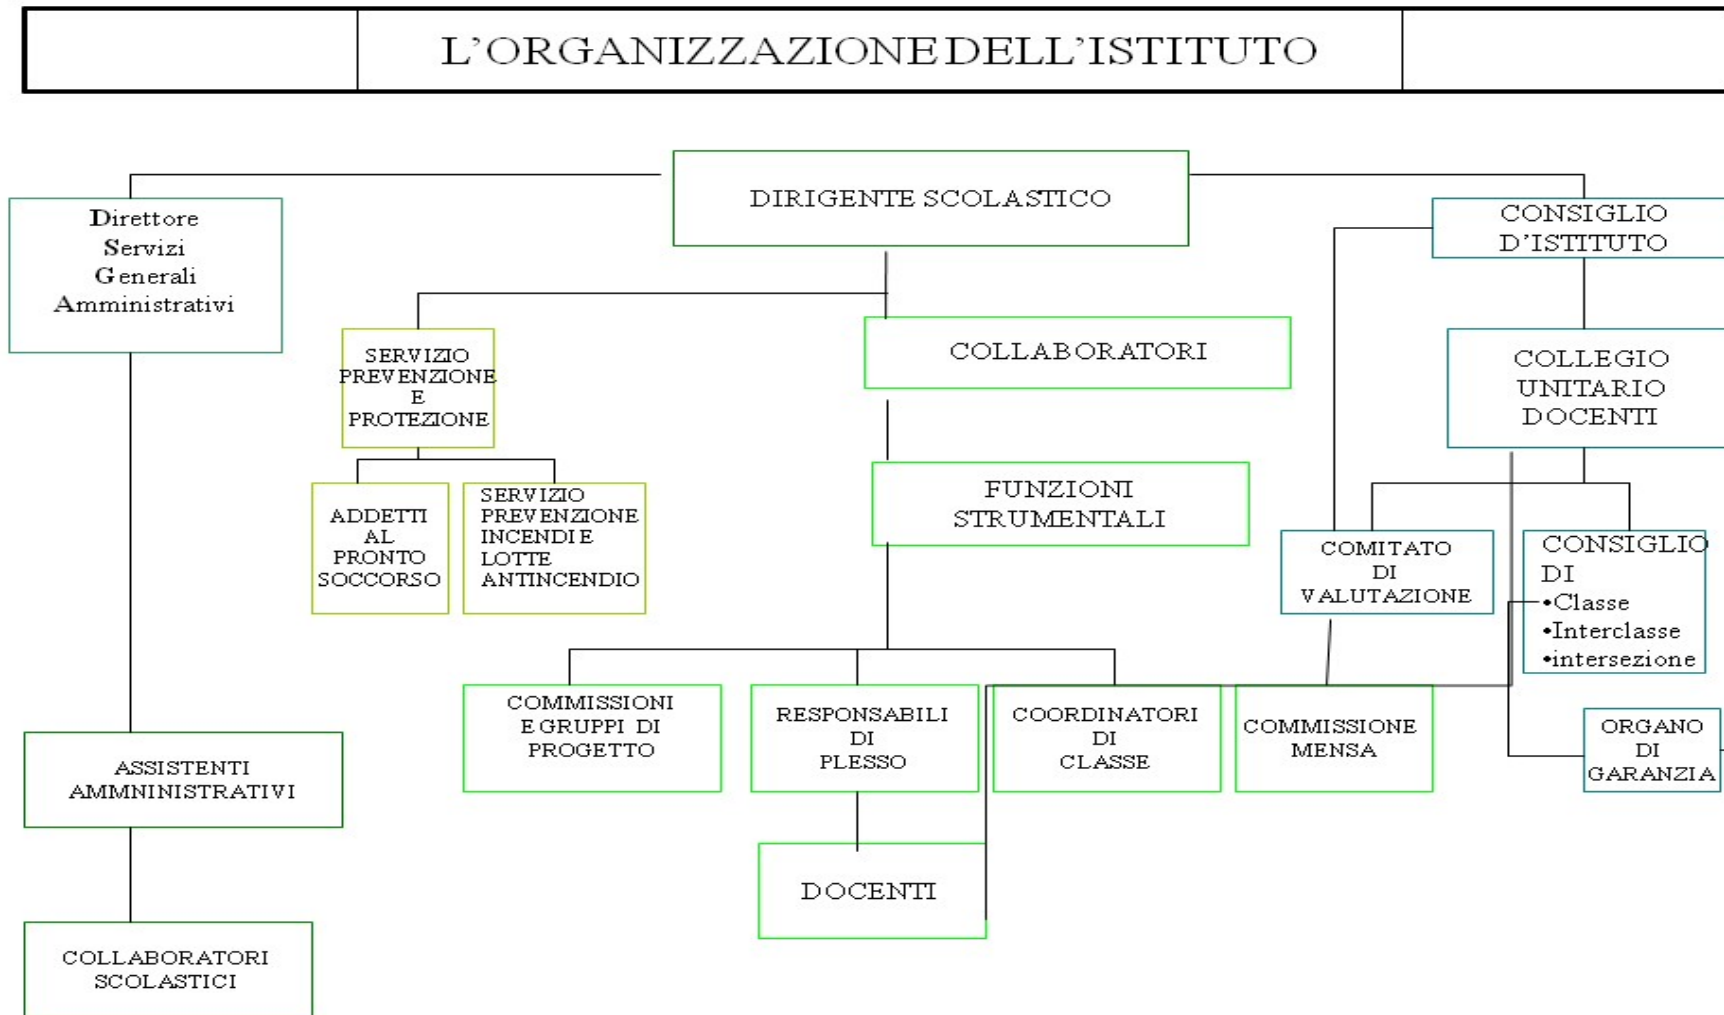 L'ORGANIZZAZIONE DELL'ISTITUTO
DIRIGENTE SCOLASTICO
Direttore
Servizi
Generali
Amministrativi
CONSIGLIO
D'ISTITUTO
SERVIZIO
PREVENZIONE
E
PROTEZIONE
COLLABORATORI
COLLEGIO
UNITARIO
DOCENTI
ADDETTI
AL
PRONTO
SOCCORSO
SERVIZIO
PREVENZIONE
INCENDI E
LOTTE
ANTINCENDIO
FUNZIONI
STRUMENTALI
COMITATO
DI
VALUTAZIONE
CONSIGLIO
DI
•Classe
•Interclasse
•intersezione
COMMISSIONI
E GRUPPI DI
PROGETTO
RESPONSABILI
DI
PLESSO
COORDINATORI
DI
CLASSE
COMMISSIONE
MENSA
ORGANO
DI
GARANZIA
ASSISTENTI
AMMNINISTRATIVI
DOCENTI
COLLABORATORI
SCOLASTICI